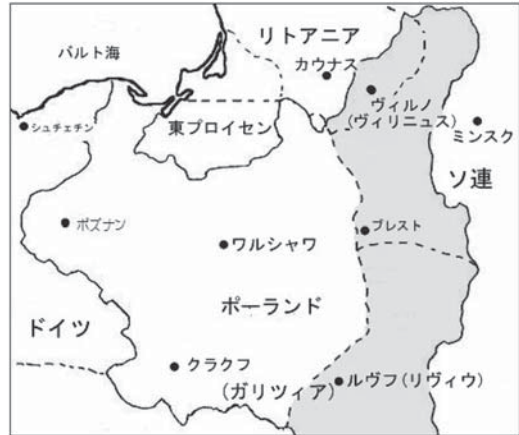 リトアニア
バルト海
カウナス
ヴィルノ
(ヴィリニュス)
シュチェチン
東プロイセン
ミンスク
ソ連
ポズナン
ブレスト
ワルシャワ
ポーランド
ドイツ
クラクフ
(ガリツィア)
ルヴフ(リヴィウ)